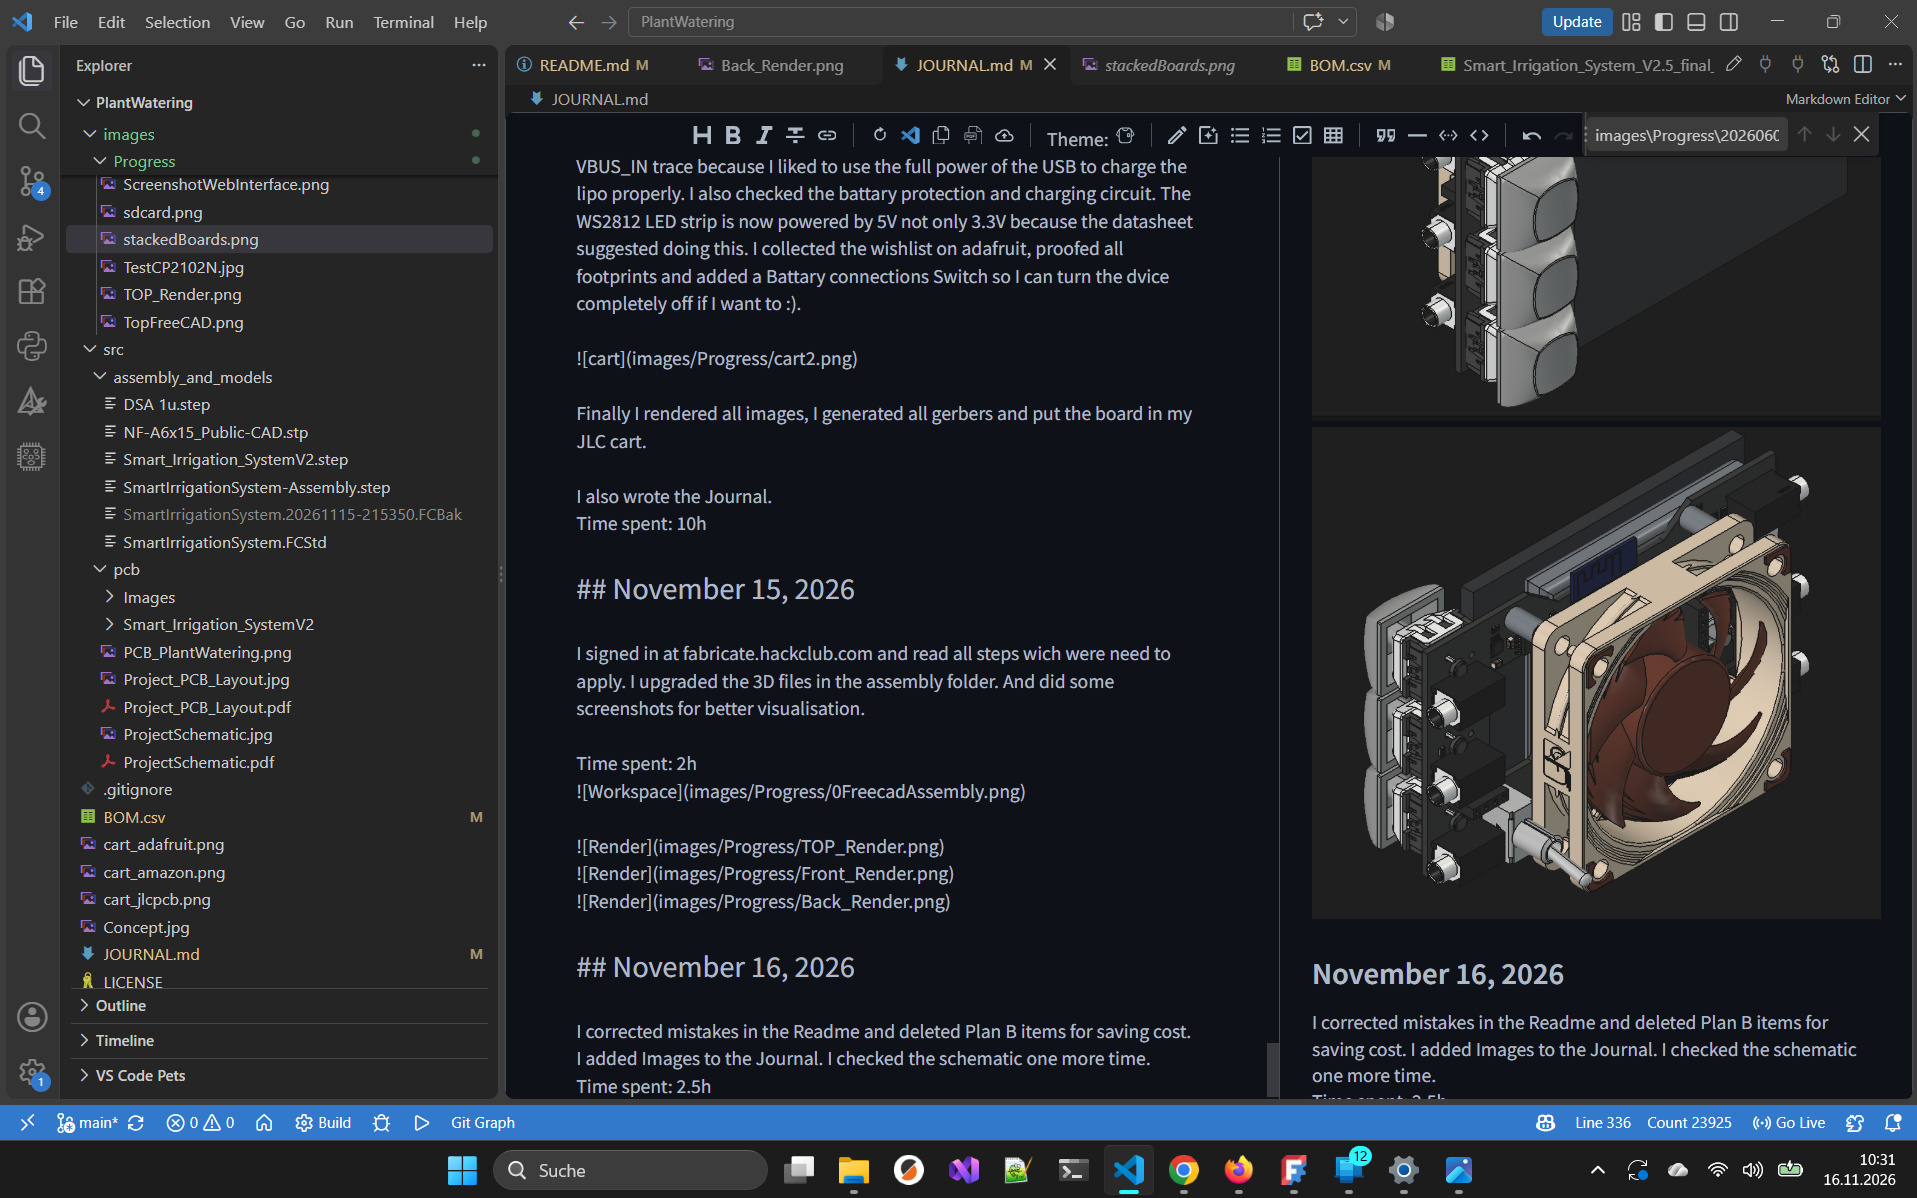 File Edit Selection View Go Run Terminal Help
PlantWatering
Update
Explorer
PlantWatering
images
Progress
ScreenshotWebInterface.png
sdcard.png
stackedBoards.png
TestCP2102N.jpg
TOP_Render.png
TopFreeCAD.png
src
assembly_and_models
DSA 1u.step
NF-A6x15_Public-CAD.stp
Smart_Irrigation_SystemV2.step
SmartIrrigationSystem-Assembly.step
SmartIrrigationSystem.20261115-215350.FCBak
SmartIrrigationSystem.FCStd
pcb
Images
Smart_Irrigation_SystemV2
PCB_PlantWatering.png
Project_PCB_Layout.jpg
Project_PCB_Layout.pdf
ProjectSchematic.jpg
ProjectSchematic.pdf
.gitignore
BOM.csv M
cart_adafruit.png
cart_amazon.png
cart_jlcpcb.png
Concept.jpg
JOURNAL.md M
LICENSE
Outline
Timeline
VS Code Pets
4
1
README.md M
Back_Render.png
JOURNAL.md M
stackedBoards.png
BOM.csv M
Smart_Irrigation_System_V2.5_final_
JOURNAL.md
Markdown Editor
H B I T
Theme:
images\Progress\2026060
VBUS_IN trace because I liked to use the full power of the USB to charge the
lipo properly. I also checked the battary protection and charging circuit. The
WS2812 LED strip is now powered by 5V not only 3.3V because the datasheet
suggested doing this. I collected the wishlist on adafruit, proofed all
footprints and added a Battary connections Switch so I can turn the dvice
completely off if I want to :).
![cart](images/Progress/cart2.png)
Finally I rendered all images, I generated all gerbers and put the board in my
JLC cart.
I also wrote the Journal.
Time spent: 10h
## November 15, 2026
I signed in at fabricate.hackclub.com and read all steps wich were need to
apply. I upgraded the 3D files in the assembly folder. And did some
screenshots for better visualisation.
Time spent: 2h
![Workspace](images/Progress/0FreecadAssembly.png)
![Render](images/Progress/TOP_Render.png)
![Render](images/Progress/Front_Render.png)
![Render](images/Progress/Back_Render.png)
## November 16, 2026
I corrected mistakes in the Readme and deleted Plan B items for saving cost.
I added Images to the Journal. I checked the schematic one more time.
Time spent: 2.5h
November 16, 2026
I corrected mistakes in the Readme and deleted Plan B items for
saving cost. I added Images to the Journal. I checked the schematic
one more time.
Time spent: 2.5h
main* 0 0 Build Git Graph
Line 336 Count 23925 Go Live
Suche
12
10:31
16.11.2026